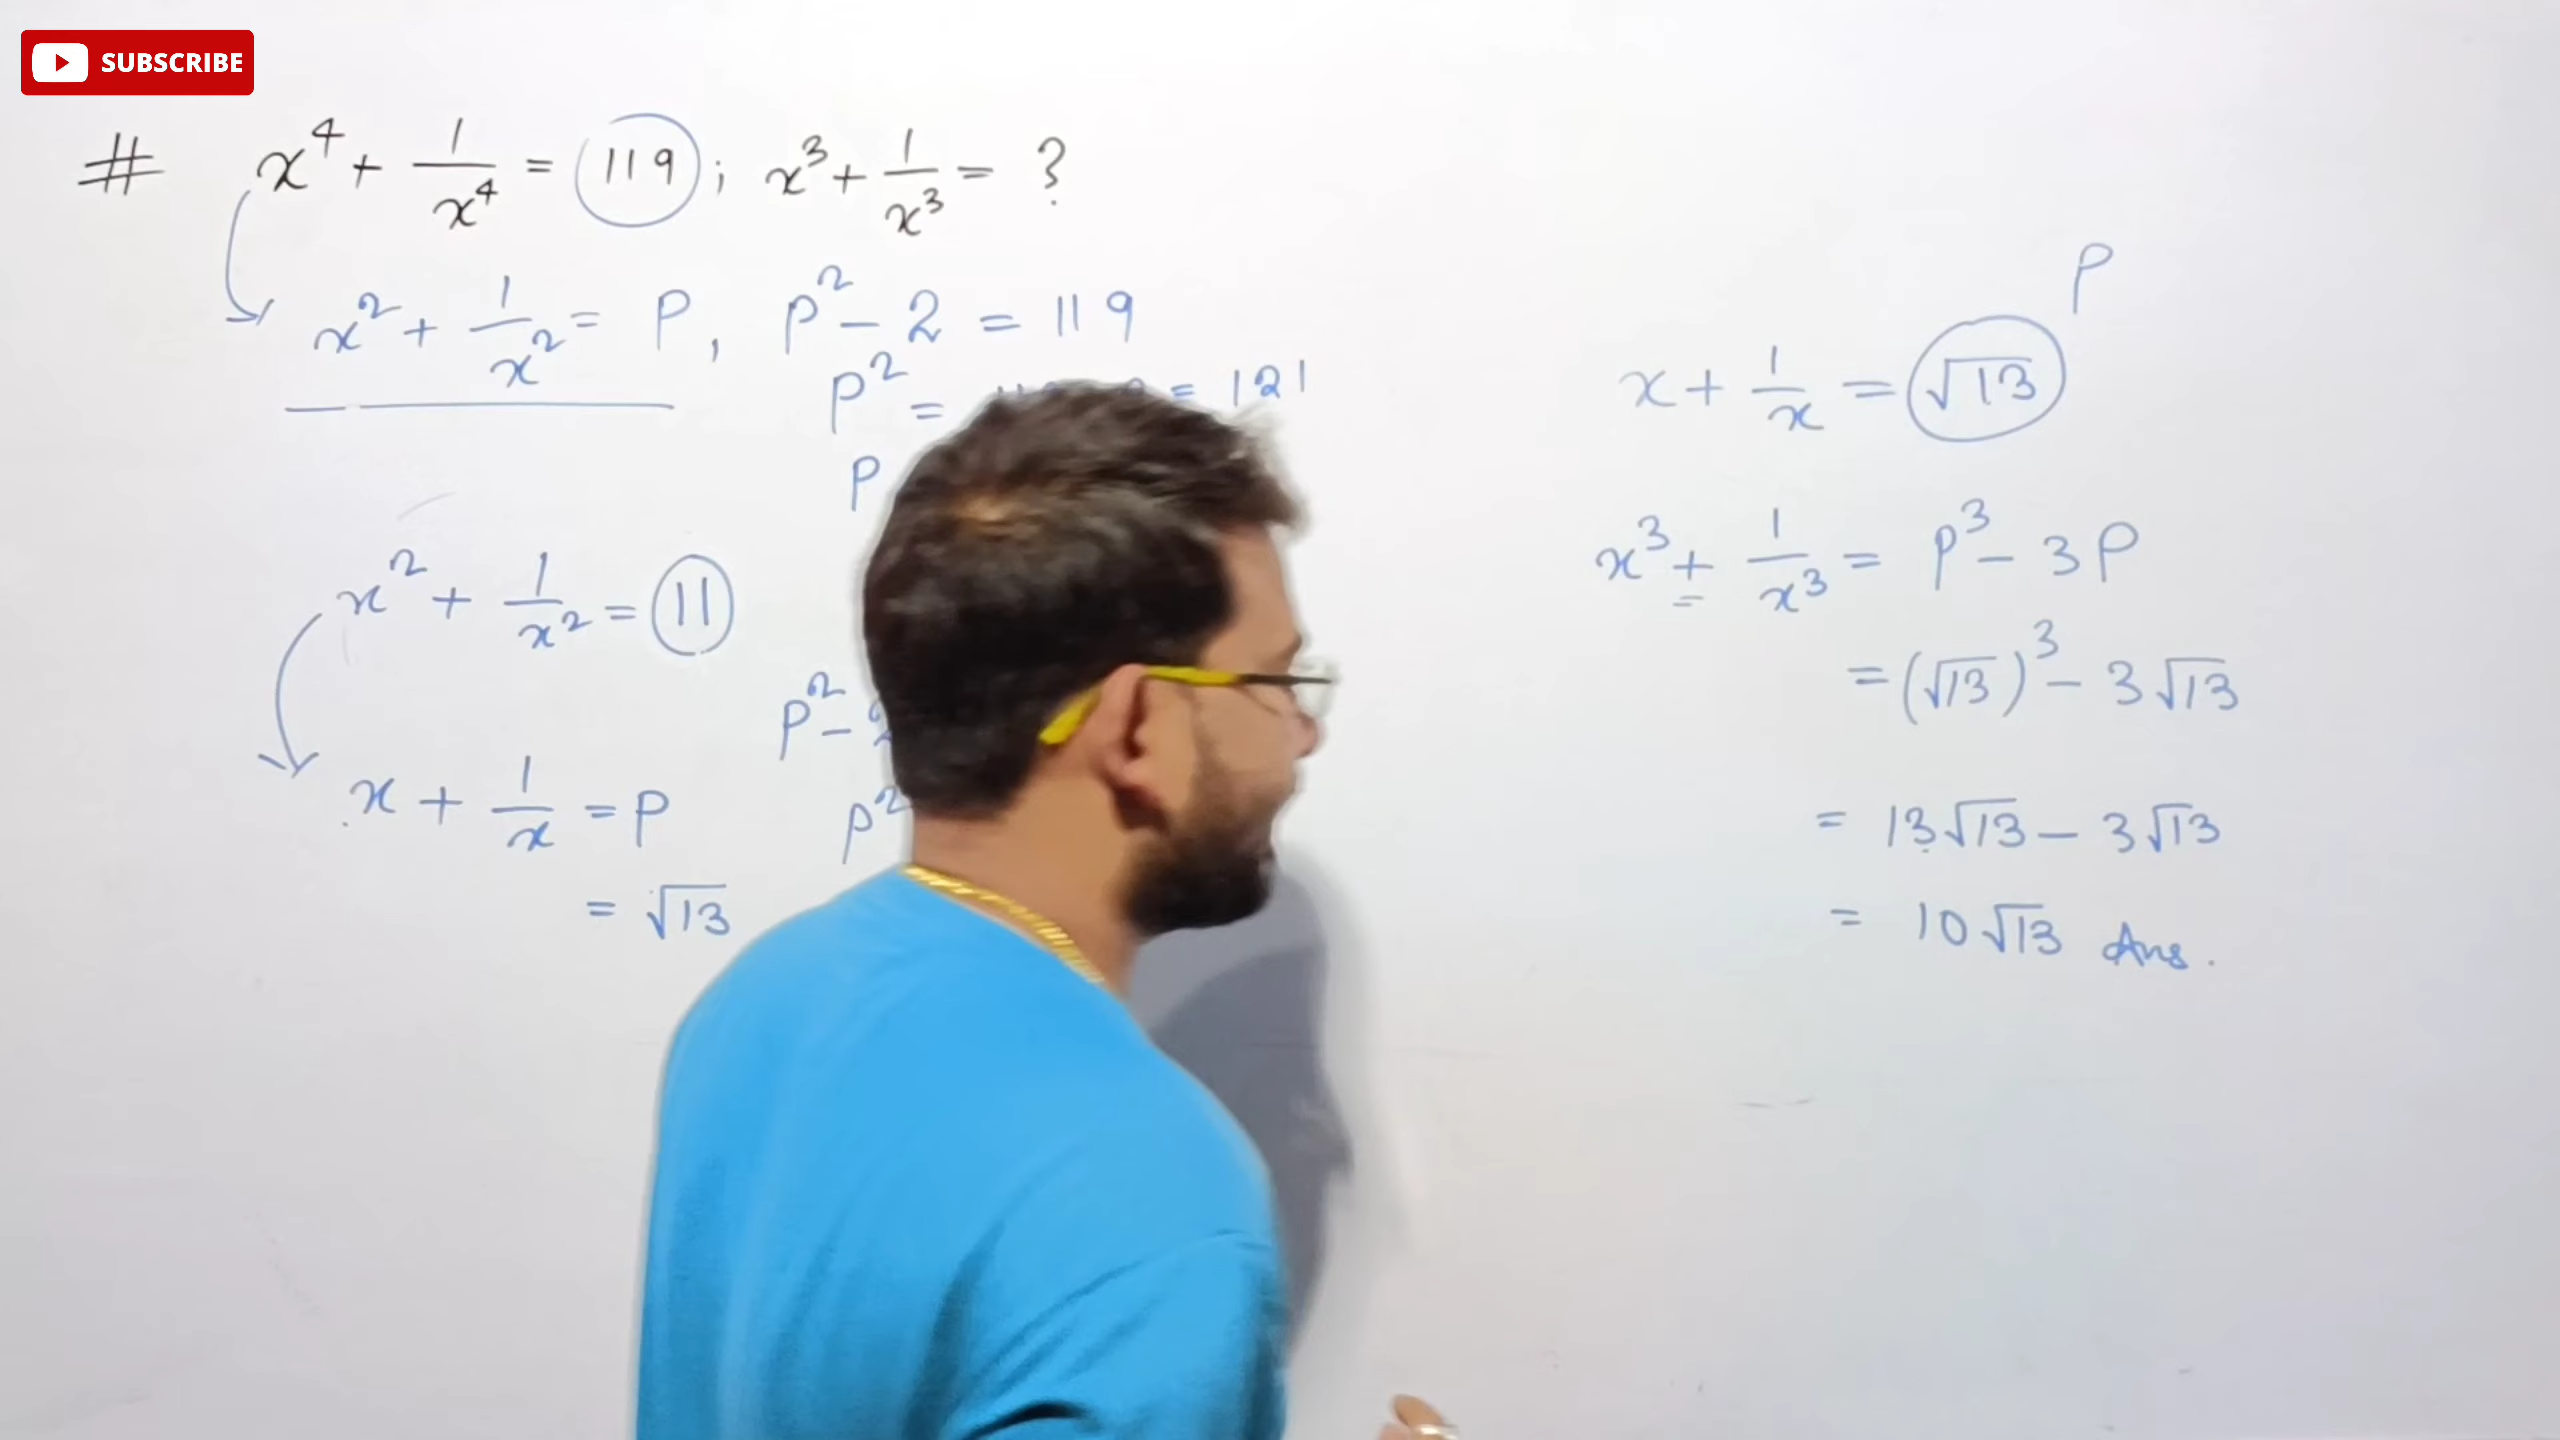 SUBSCRIBE
# x⁴ + 1/x⁴ = 119 ; x³ + 1/x³ = ?
x² + 1/x² = P , P² - 2 = 119
P² = = 121
P
x² + 1/x² = 11
P² -
x + 1/x = P P²
= √13
P
x + 1/x = √13
x³ + 1/x³ = P³ - 3P
= (√13)³ - 3√13
= 13√13 - 3√13
= 10√13 Ans.